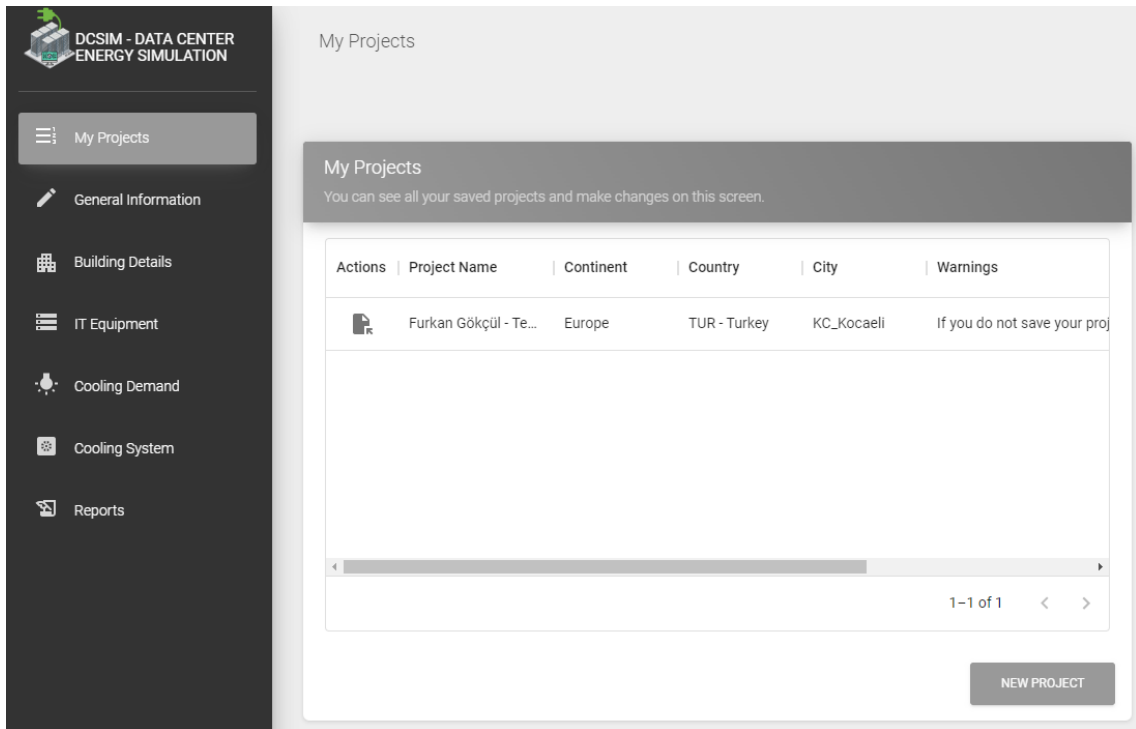 DCSIM - DATA CENTER
ENERGY SIMULATION
My Projects
General Information
Building Details
IT Equipment
Cooling Demand
Cooling System
Reports
My Projects
My Projects
You can see all your saved projects and make changes on this screen.
Actions Project Name Continent Country City Warnings
Furkan Gökçül - Te... Europe TUR - Turkey KC_Kocaeli If you do not save your proj
1–1 of 1
NEW PROJECT